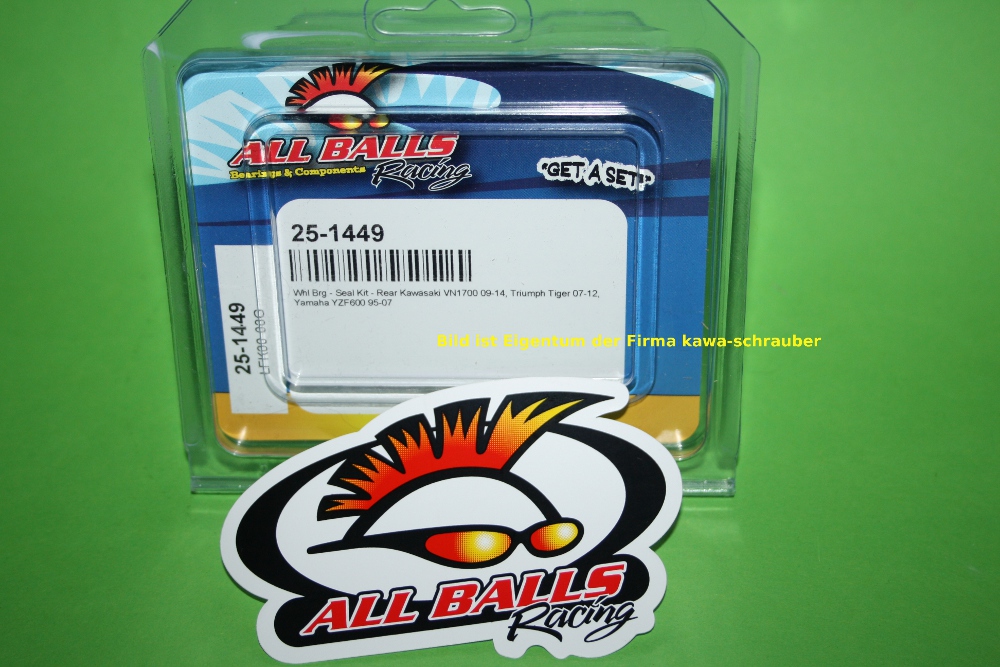 ALL BALLS
Racing
Bearings & Components
"GET A SET!"
25-1449
Whl Brg - Seal Kit - Rear Kawasaki VN1700 09-14, Triumph Tiger 07-12,
Yamaha YZF600 95-07
25-1449
Bild ist Eigentum der Firma kawa-schrauber
ALL BALLS
Racing